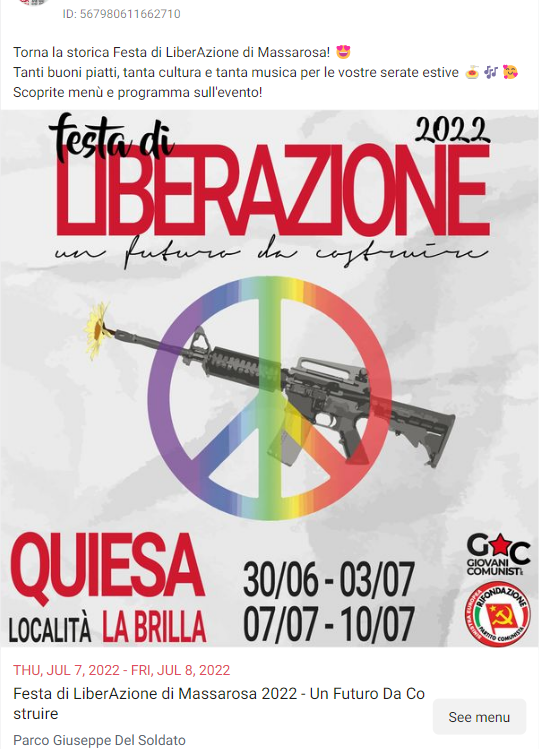 ID: 567980611662710
Torna la storica Festa di LiberAzione di Massarosa! 😍
Tanti buoni piatti, tanta cultura e tanta musica per le vostre serate estive 🍝 🎶 🥰
Scoprite menù e programma sull'evento!
festa di
2022
LIBERAZIONE
un futuro da costruire
QUIESA
LOCALITÀ LA BRILLA
30/06 - 03/07
07/07 - 10/07
G C
GIOVANI
COMUNIST
RIFONDAZIONE
PARTITO COMUNISTA
SINISTRA EUROPEA
THU, JUL 7, 2022 - FRI, JUL 8, 2022
Festa di LiberAzione di Massarosa 2022 - Un Futuro Da Co
struire
See menu
Parco Giuseppe Del Soldato